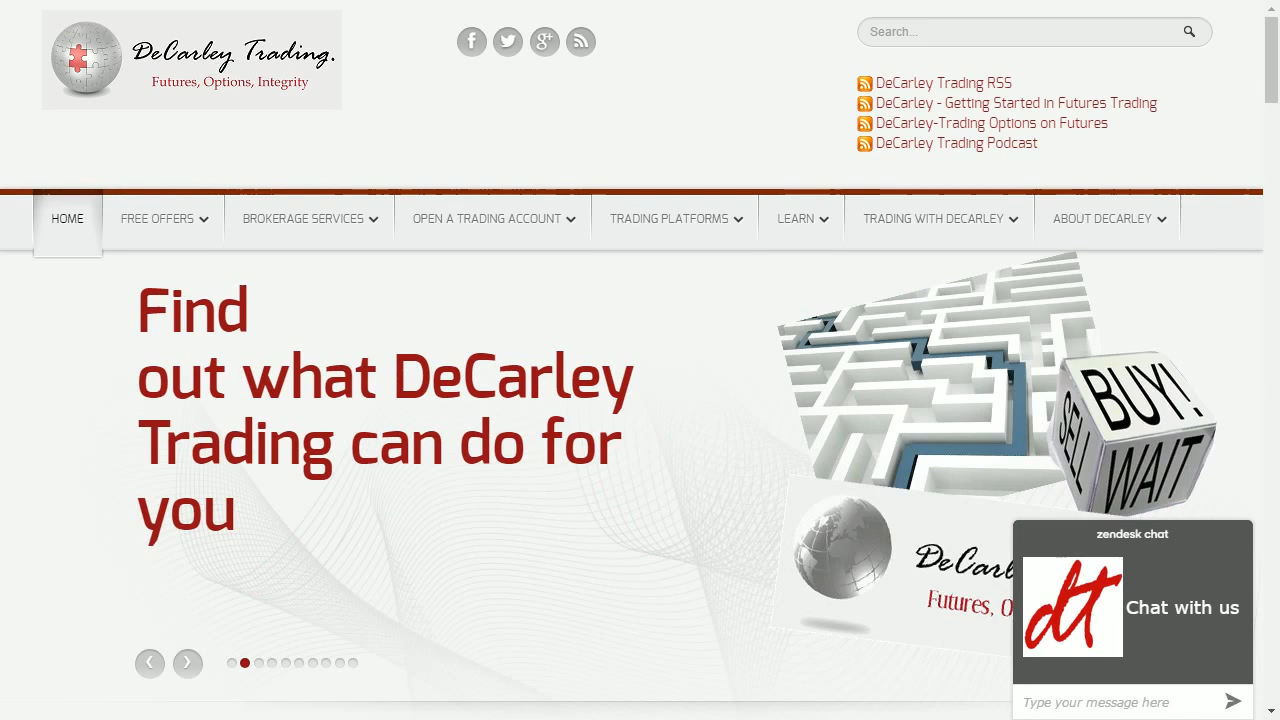 DeCarley Trading.
Futures, Options, Integrity
f
g+
Search...
DeCarley Trading RSS
DeCarley - Getting Started in Futures Trading
DeCarley-Trading Options on Futures
DeCarley Trading Podcast
HOME
FREE OFFERS
BROKERAGE SERVICES
OPEN A TRADING ACCOUNT
TRADING PLATFORMS
LEARN
TRADING WITH DECARLEY
ABOUT DECARLEY
Find
out what DeCarley
Trading can do for
you
BUY!
SELL
WAIT
DeCarl
Futures, O
zendesk chat
dt
Chat with us
Type your message here